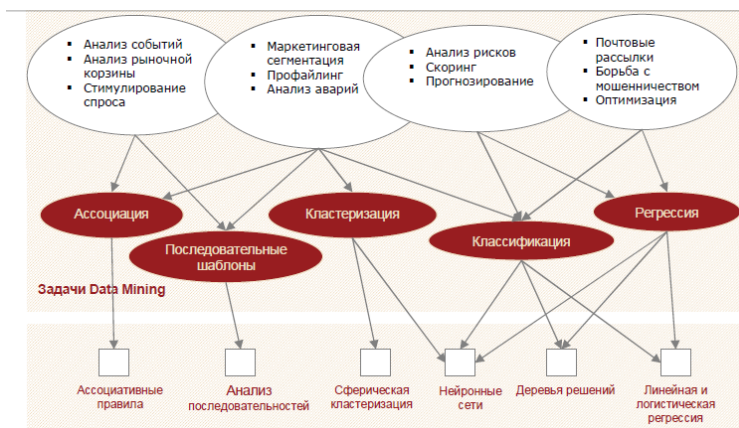 ▪ Анализ событий
▪ Анализ рыночной
корзины
▪ Стимулирование
спроса
▪ Маркетинговая
сегментация
▪ Профайлинг
▪ Анализ аварий
▪ Анализ рисков
▪ Скоринг
▪ Прогнозирование
▪ Почтовые
рассылки
▪ Борьба с
мошенничеством
▪ Оптимизация
Ассоциация
Последовательные
шаблоны
Кластеризация
Классификация
Регрессия
Задачи Data Mining
Ассоциативные
правила
Анализ
последовательностей
Сферическая
кластеризация
Нейронные
сети
Деревья решений
Линейная и
логистическая
регрессия